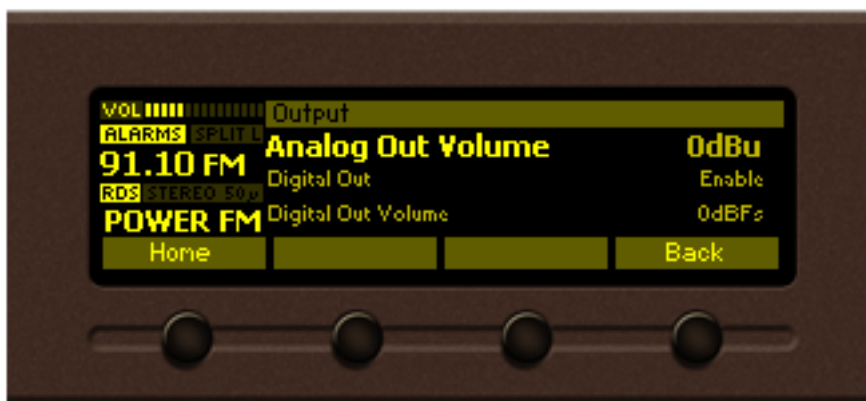 VOL
Output
ALARMS SPLIT L
Analog Out Volume 0dBu
91.10 FM
Digital Out Enable
RDS STEREO 50µ
Digital Out Volume 0dBFs
POWER FM
Home Back